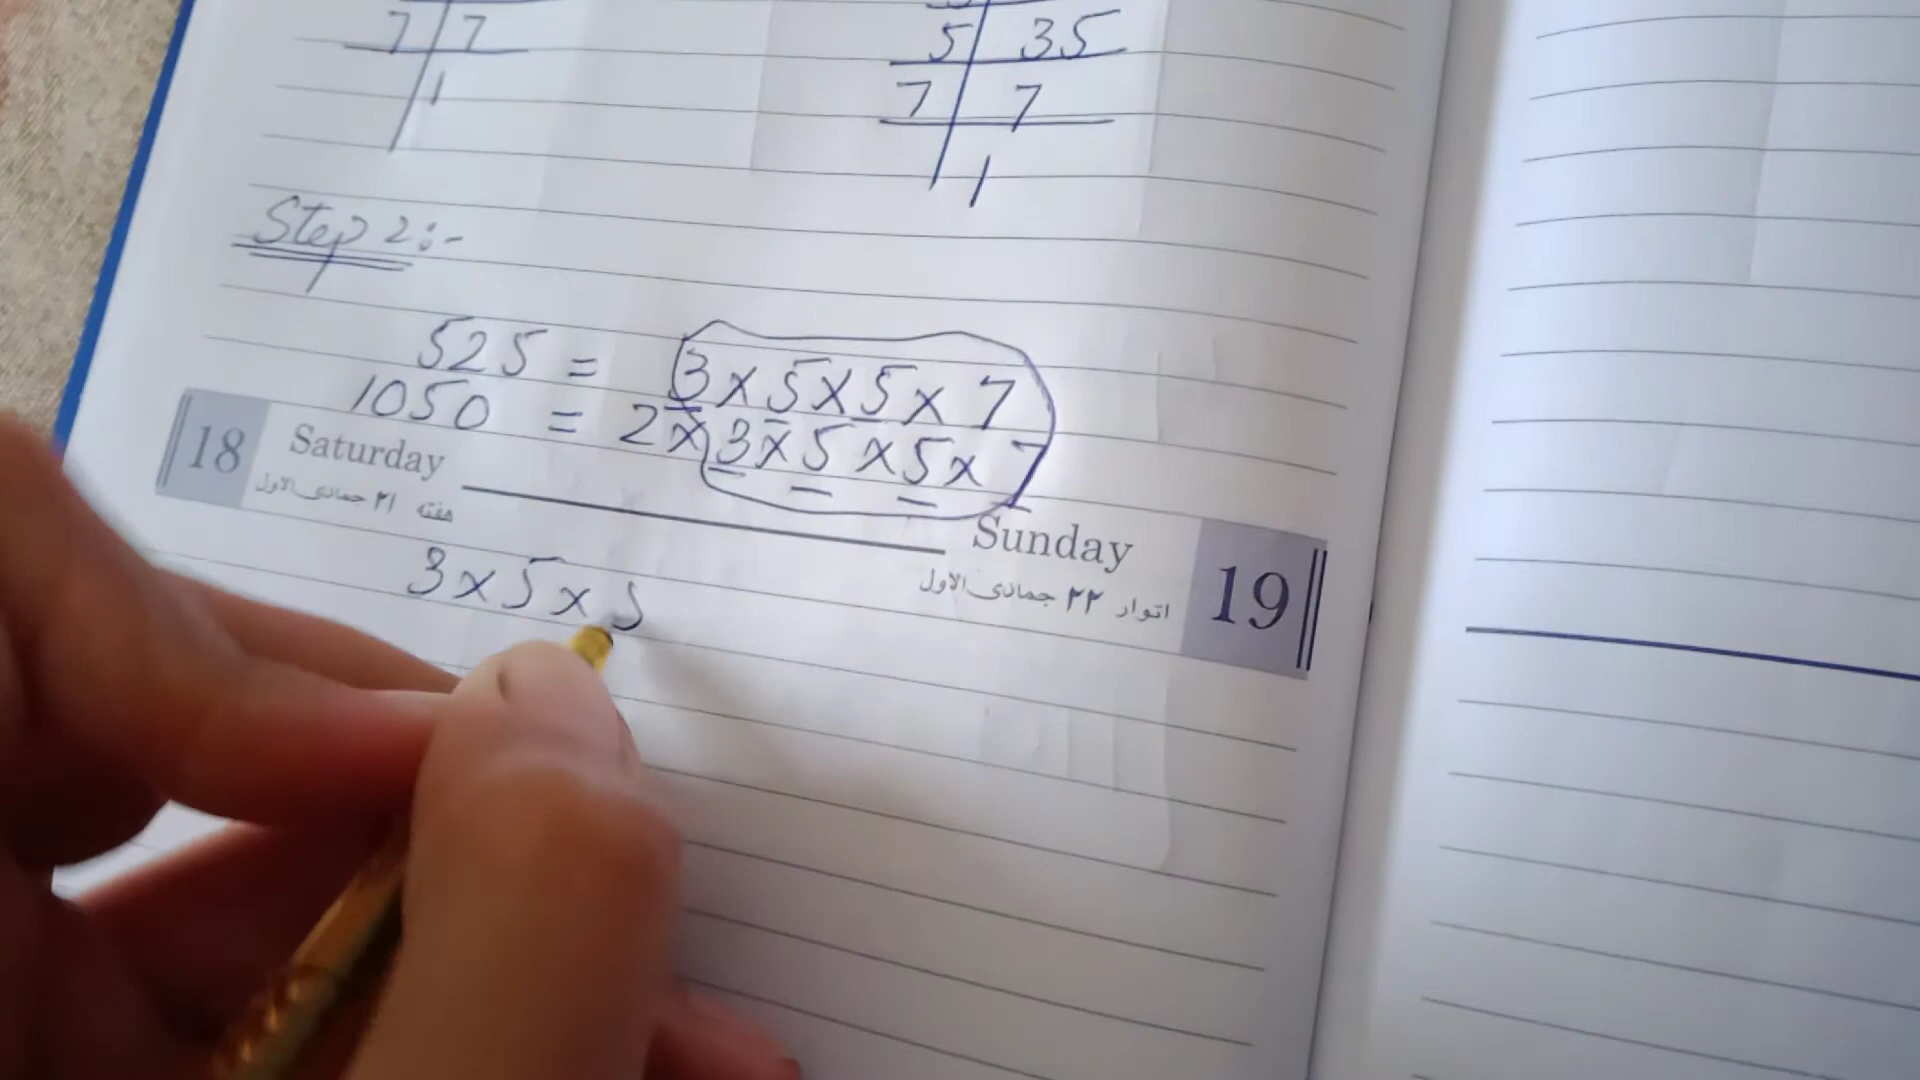 7 7
1
5 35
7 7
1
Step 2:-
525 = 3x5x5x7
1050 = 2x3x5x5x7
18 Saturday
هفته ۲۱ جمادی الاول
Sunday 19
اتوار ۲۲ جمادی الاول
3x5x5